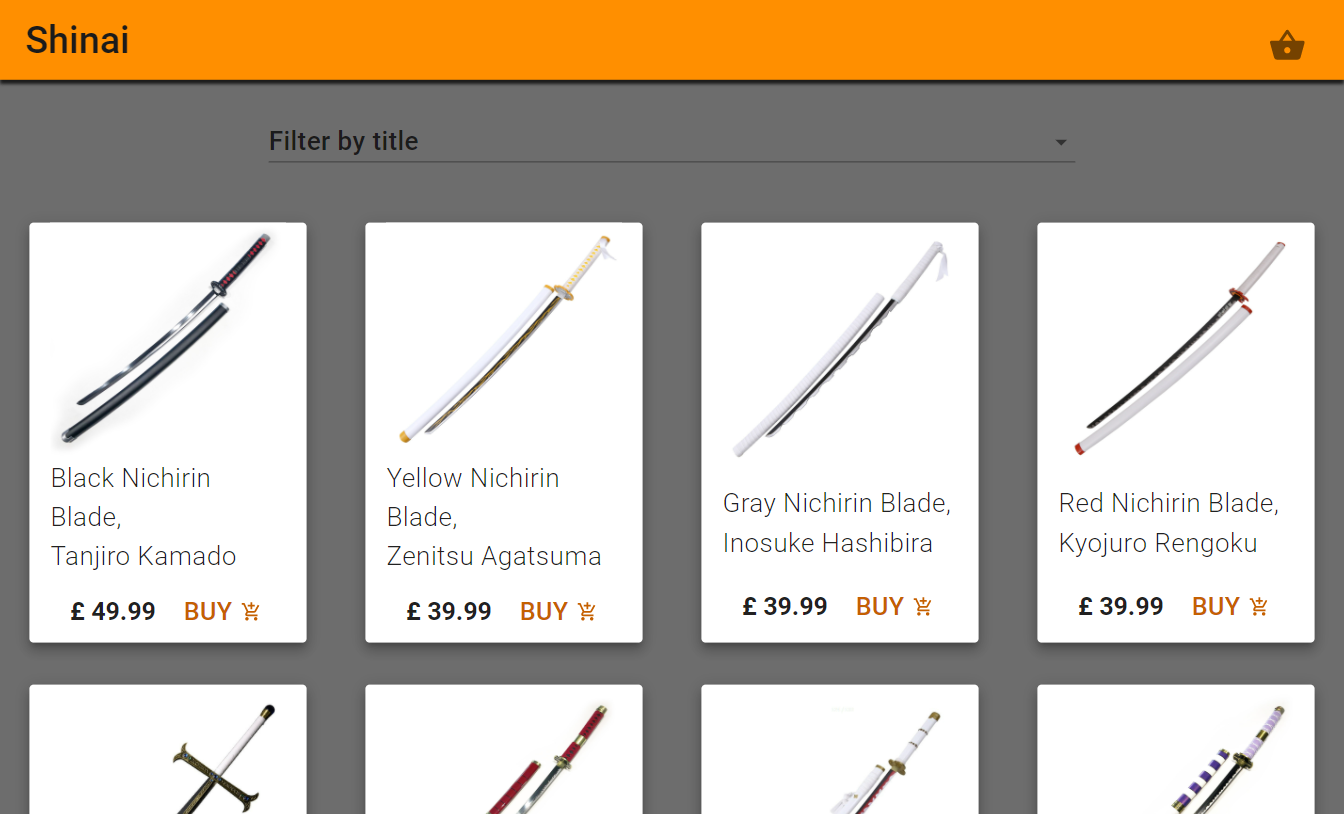 Shinai
Filter by title
Black Nichirin
Blade,
Tanjiro Kamado
£ 49.99 BUY
Yellow Nichirin
Blade,
Zenitsu Agatsuma
£ 39.99 BUY
Gray Nichirin Blade,
Inosuke Hashibira
£ 39.99 BUY
Red Nichirin Blade,
Kyojuro Rengoku
£ 39.99 BUY